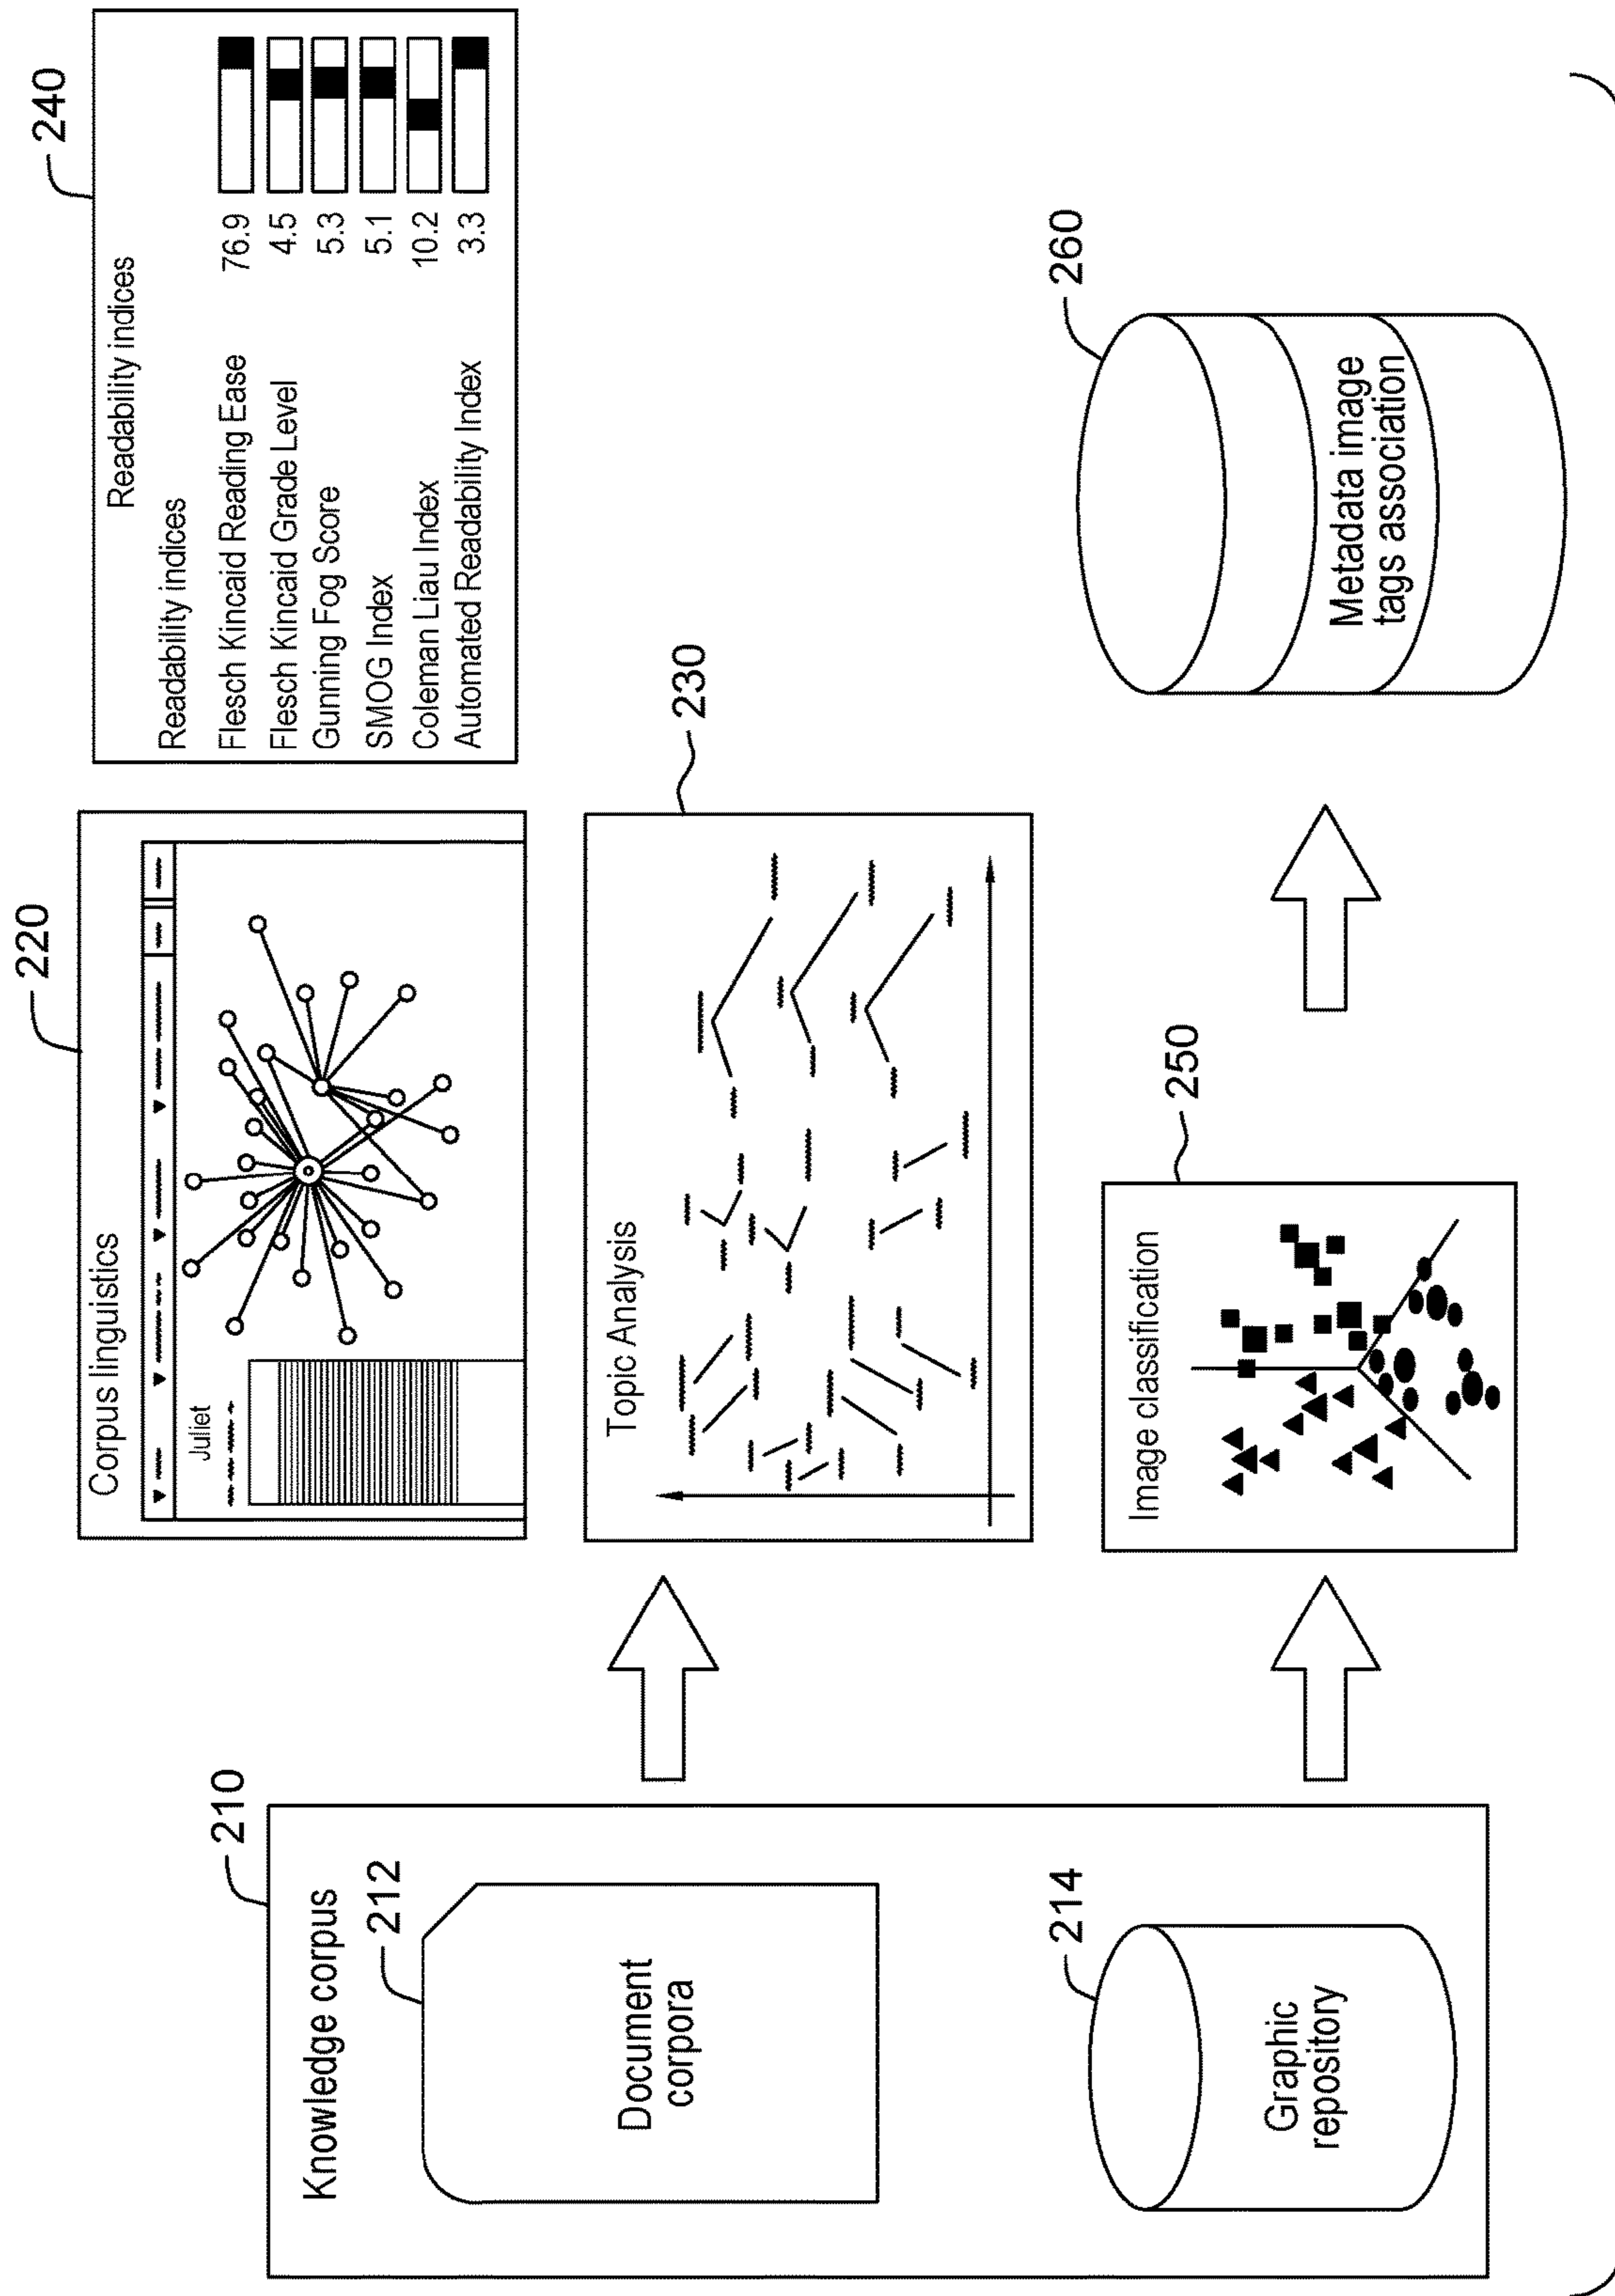 210
Knowledge corpus
212
Document
corpora
214
Graphic
repository
220
Corpus linguistics
Juliet
230
Topic Analysis
240
Readability indices
Readability indices
Flesch Kincaid Reading Ease 76.9
Flesch Kincaid Grade Level 4.5
Gunning Fog Score 5.3
SMOG Index 5.1
Coleman Liau Index 10.2
Automated Readability Index 3.3
250
Image classification
260
Metadata image
tags association